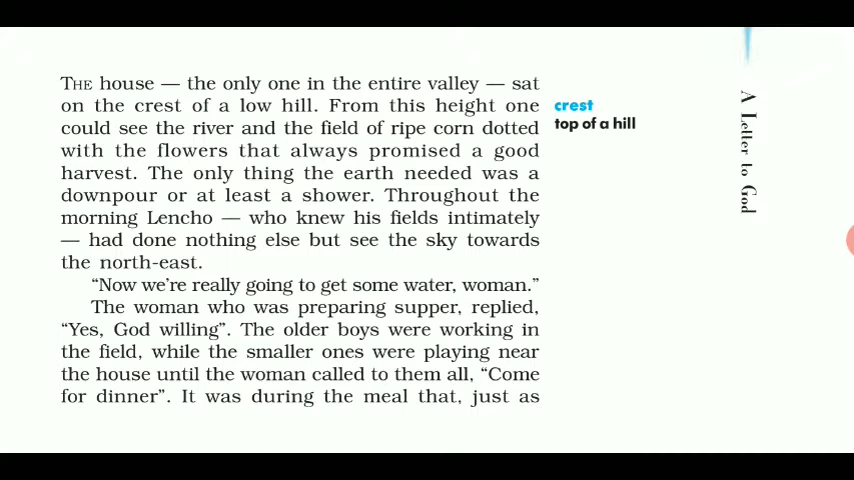 THE house — the only one in the entire valley — sat
on the crest of a low hill. From this height one
could see the river and the field of ripe corn dotted
with the flowers that always promised a good
harvest. The only thing the earth needed was a
downpour or at least a shower. Throughout the
morning Lencho — who knew his fields intimately
— had done nothing else but see the sky towards
the north-east.
“Now we’re really going to get some water, woman.”
The woman who was preparing supper, replied,
“Yes, God willing”. The older boys were working in
the field, while the smaller ones were playing near
the house until the woman called to them all, “Come
for dinner”. It was during the meal that, just as
crest
top of a hill
A Letter to God